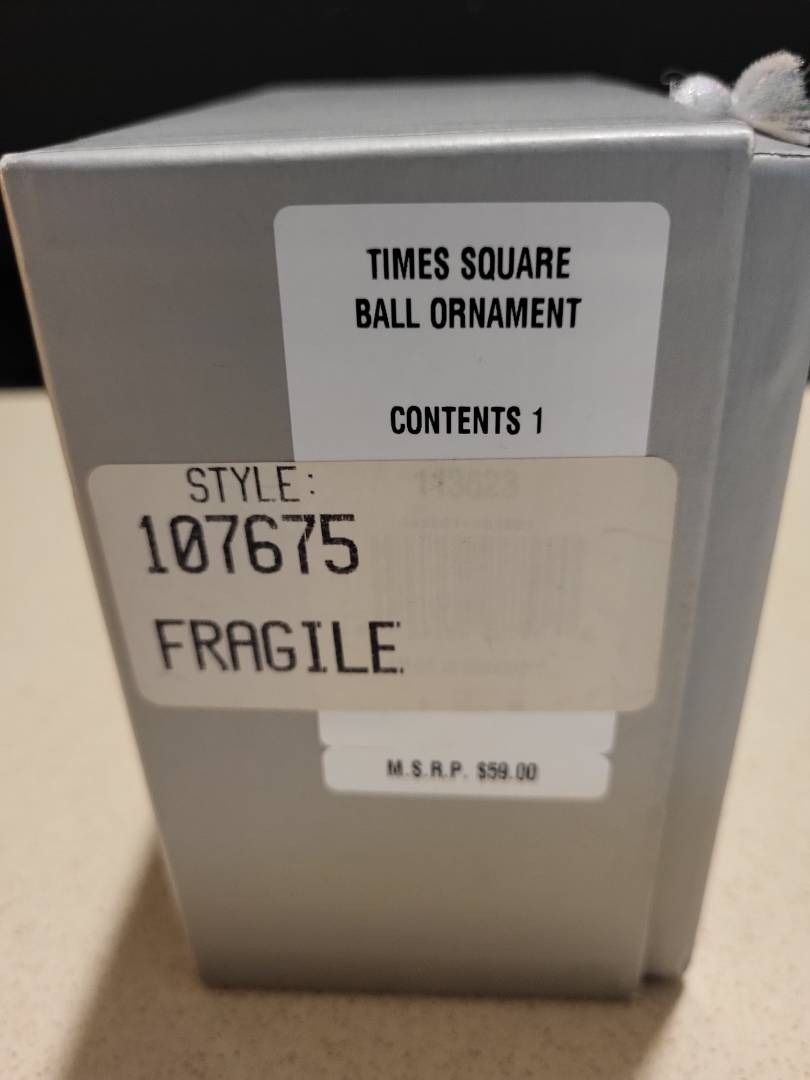 TIMES SQUARE
BALL ORNAMENT
CONTENTS 1
STYLE:
107675
FRAGILE
M.S.R.P. $59.00